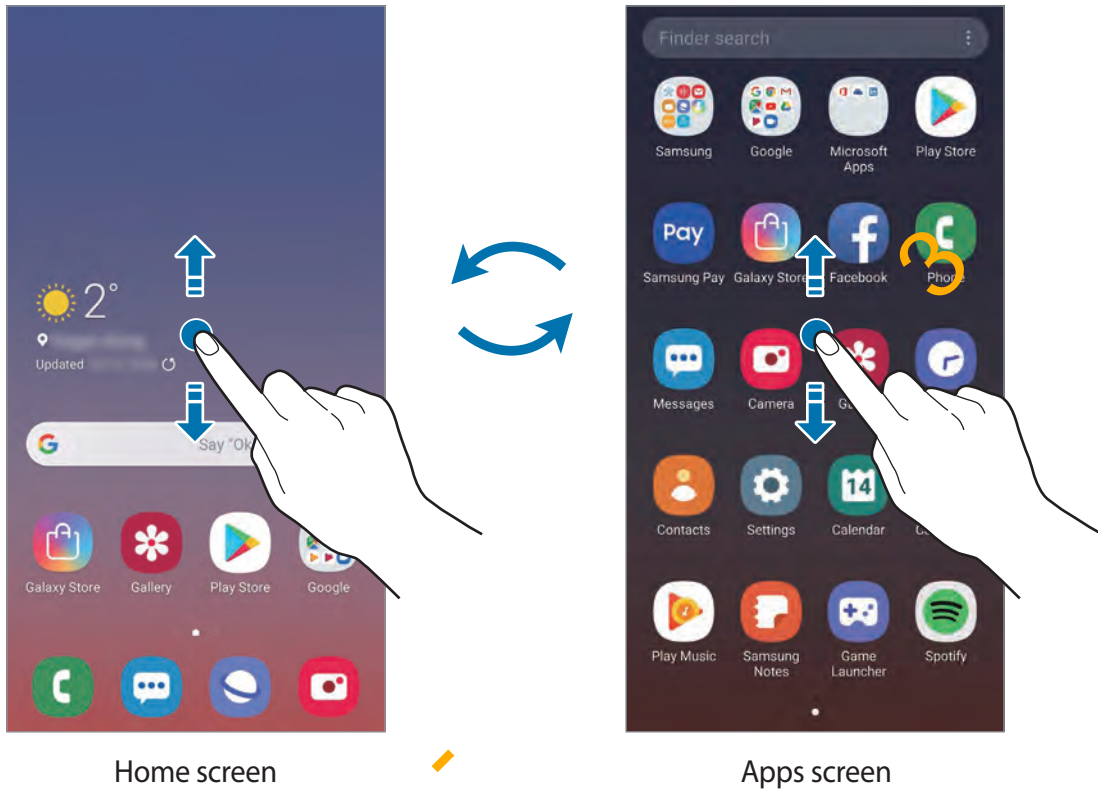 2°
Updated
Say "Ok
Galaxy Store
Gallery
Play Store
Google
Home screen
Finder search
Samsung
Google
Microsoft
Apps
Play Store
Pay
Samsung Pay
Galaxy Store
Facebook
Phone
3
Messages
Camera
Contacts
Settings
14
Calendar
Play Music
Samsung
Notes
Game
Launcher
Spotify
Apps screen